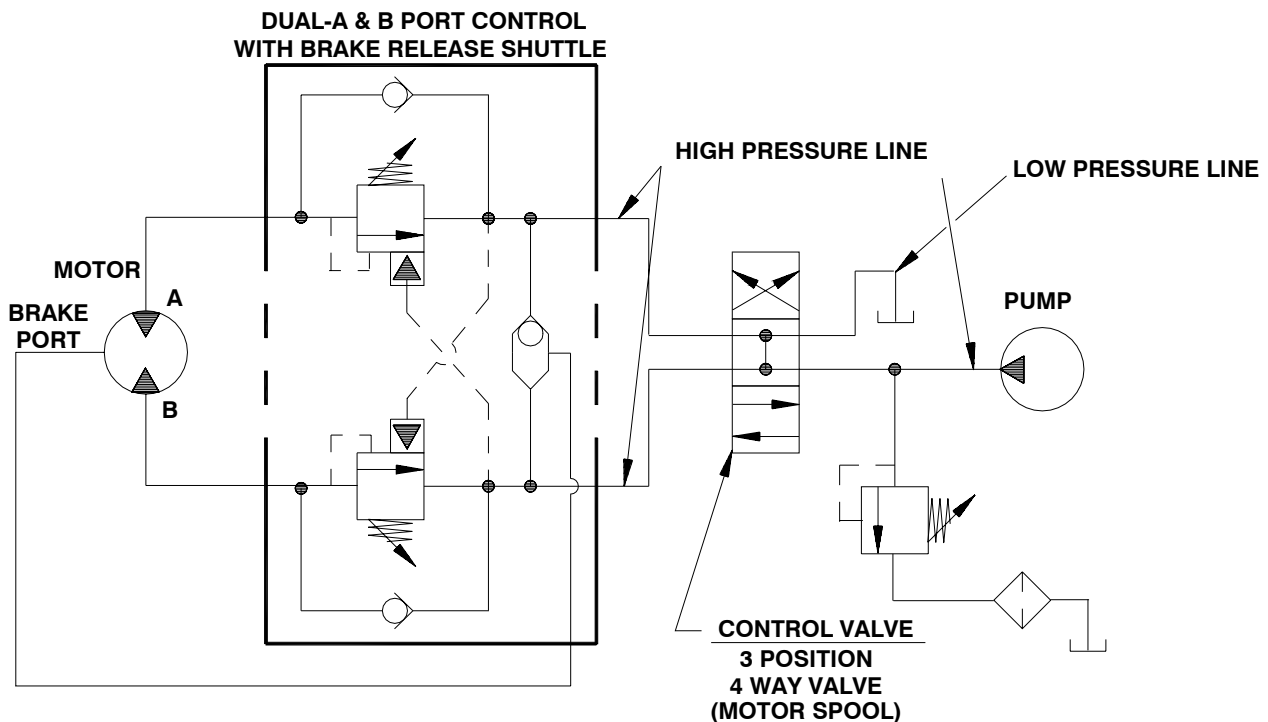 DUAL-A & B PORT CONTROL
WITH BRAKE RELEASE SHUTTLE
HIGH PRESSURE LINE
LOW PRESSURE LINE
MOTOR
A
BRAKE
PORT
B
PUMP
CONTROL VALVE
3 POSITION
4 WAY VALVE
(MOTOR SPOOL)